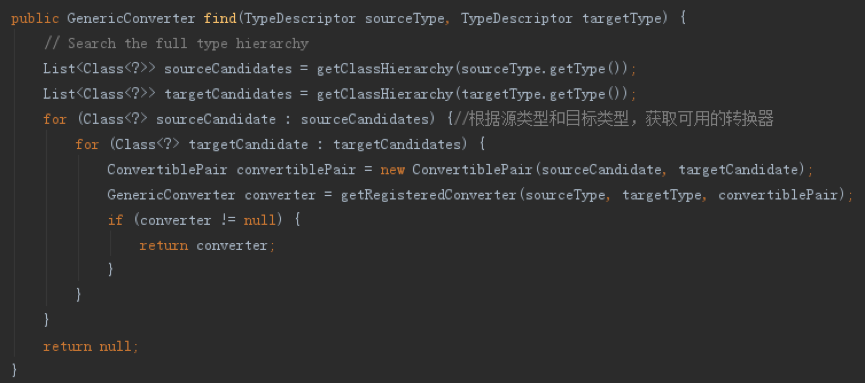 public GenericConverter find(TypeDescriptor sourceType, TypeDescriptor targetType) {
// Search the full type hierarchy
List<Class<?>> sourceCandidates = getClassHierarchy(sourceType.getType());
List<Class<?>> targetCandidates = getClassHierarchy(targetType.getType());
for (Class<?> sourceCandidate : sourceCandidates) {//根据源类型和目标类型，获取可用的转换器
for (Class<?> targetCandidate : targetCandidates) {
ConvertiblePair convertiblePair = new ConvertiblePair(sourceCandidate, targetCandidate);
GenericConverter converter = getRegisteredConverter(sourceType, targetType, convertiblePair);
if (converter != null) {
return converter;
}
}
}
return null;
}